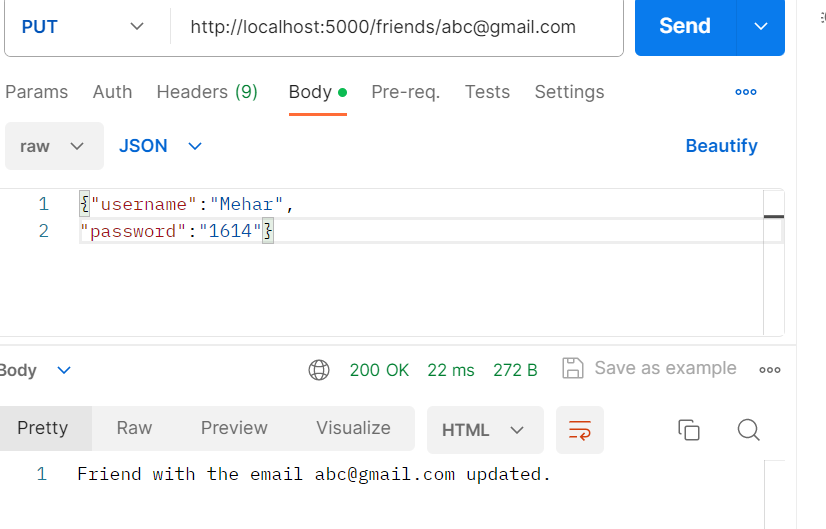 PUT http://localhost:5000/friends/abc@gmail.com Send
Params Auth Headers (9) Body Pre-req. Tests Settings
raw JSON Beautify
1 {"username":"Mehar",
2 "password":"1614"}
Body 200 OK 22 ms 272 B Save as example
Pretty Raw Preview Visualize HTML
1 Friend with the email abc@gmail.com updated.